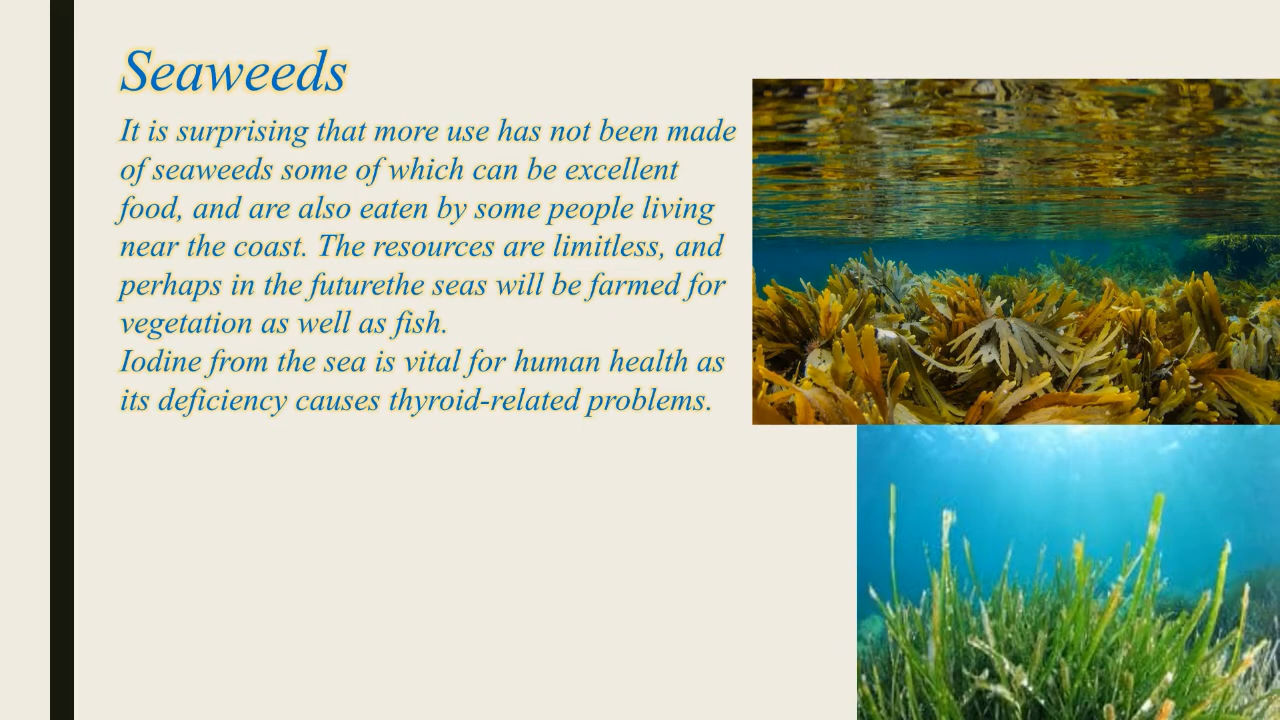 Seaweeds
It is surprising that more use has not been made
of seaweeds some of which can be excellent
food, and are also eaten by some people living
near the coast. The resources are limitless, and
perhaps in the futurethe seas will be farmed for
vegetation as well as fish.
Iodine from the sea is vital for human health as
its deficiency causes thyroid-related problems.